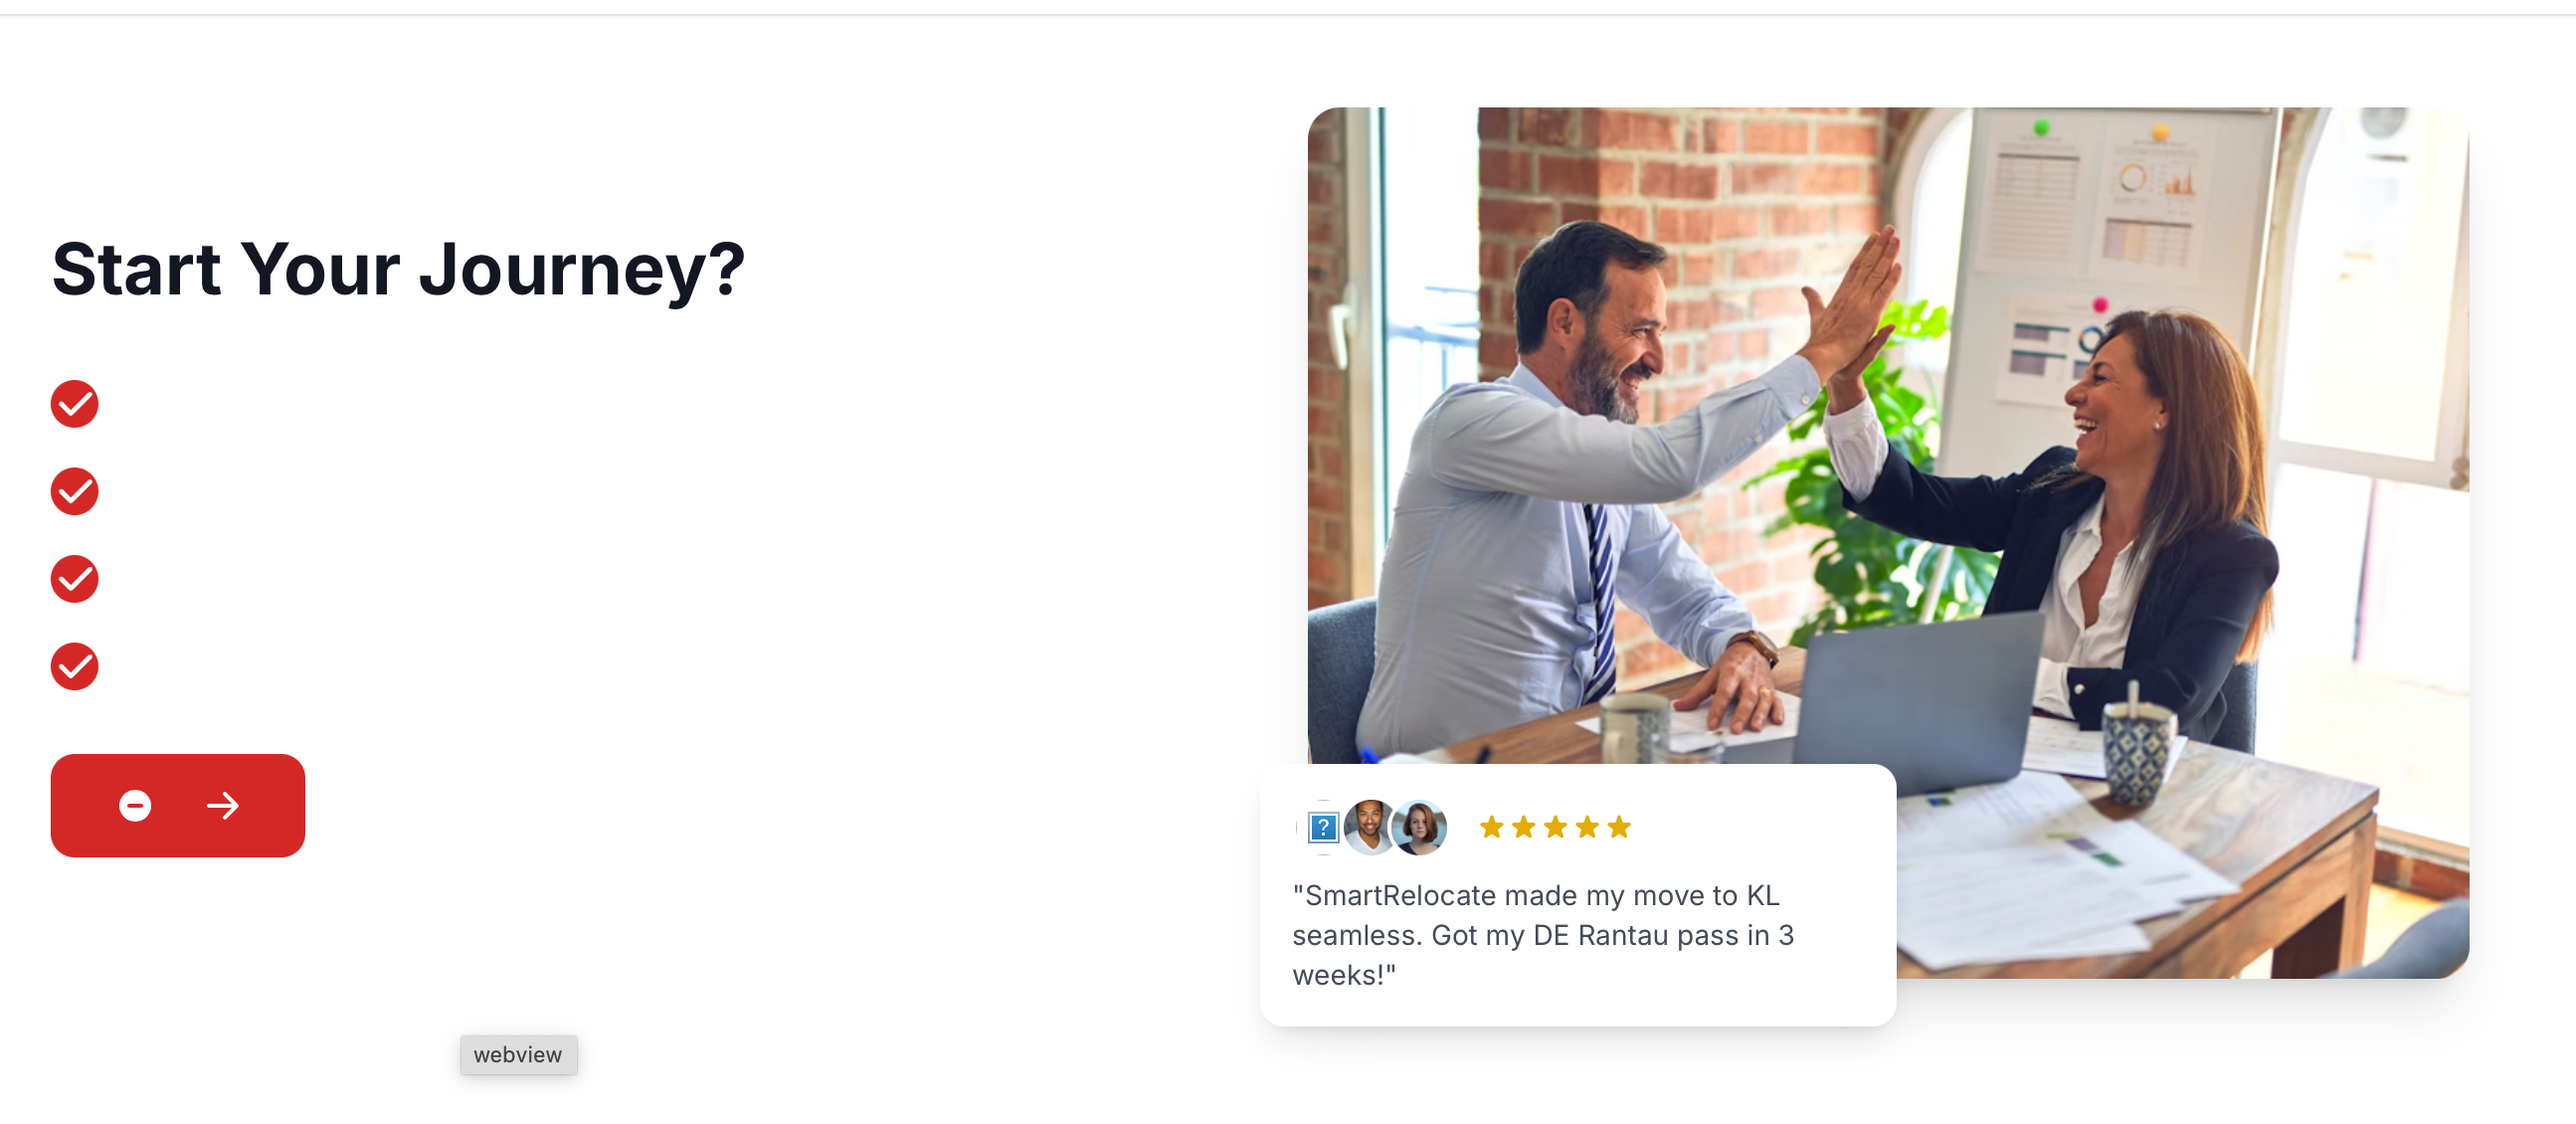 Start Your Journey?
"SmartRelocate made my move to KL
seamless. Got my DE Rantau pass in 3
weeks!"
webview